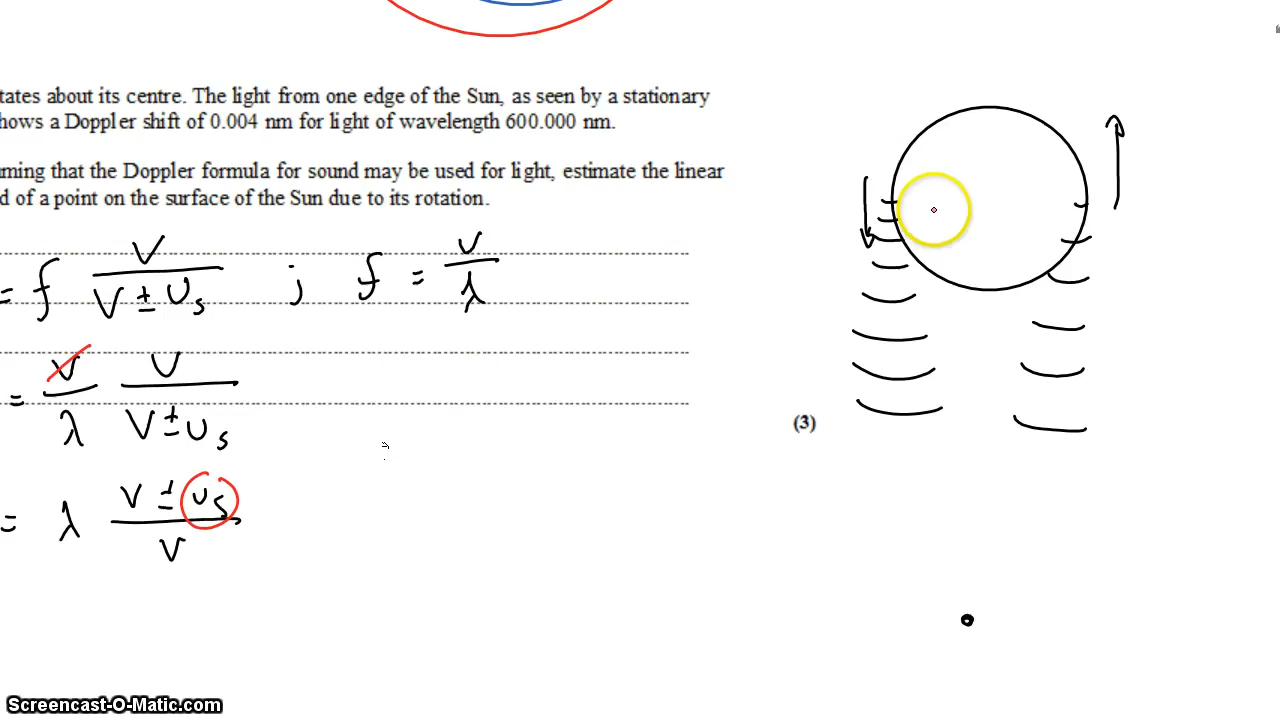 tates about its centre. The light from one edge of the Sun, as seen by a stationary
hows a Doppler shift of 0.004 nm for light of wavelength 600.000 nm.
ming that the Doppler formula for sound may be used for light, estimate the linear
d of a point on the surface of the Sun due to its rotation.
= f v / (v ± u_s) ; f = v / λ
= v / λ v / (v ± u_s)
(3)
= λ (v ± u_s) / v
Screencast-O-Matic.com